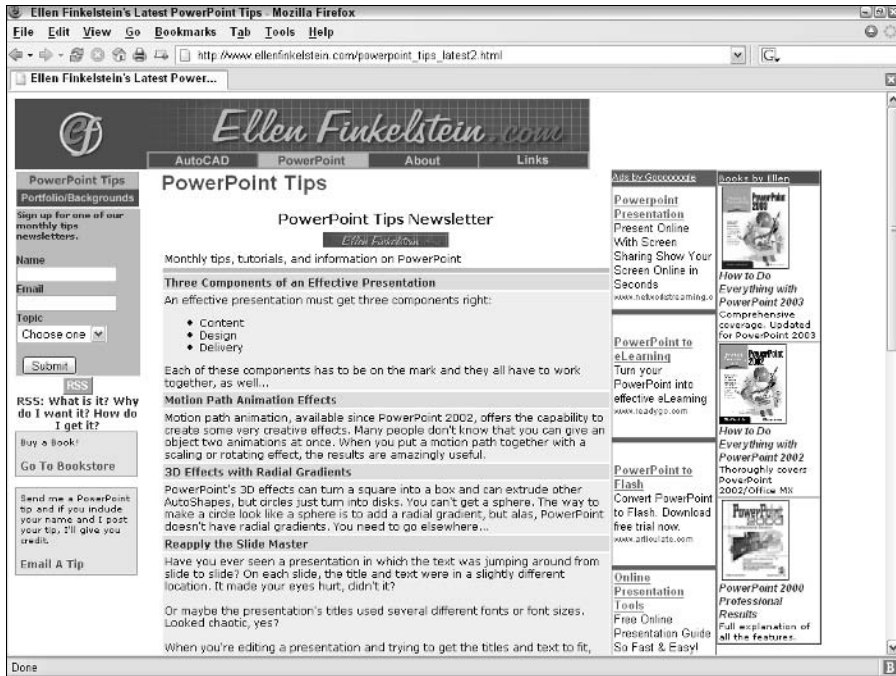 Ellen Finkelstein's Latest PowerPoint Tips - Mozilla Firefox
File Edit View Go Bookmarks Tab Tools Help
http://www.ellenfinkelstein.com/powerpoint_tips_latest2.html
G
Ellen Finkelstein's Latest Power...
ef
Ellen Finkelstein.com
AutoCAD PowerPoint About Links
PowerPoint Tips
Portfolio/Backgrounds
Sign up for one of our
monthly tips
newsletters.
Name
Email
Topic
Choose one
Submit
RSS
RSS: What is it? Why
do I want it? How do
I get it?
Buy a Book!
Go To Bookstore
Send me a PowerPoint
tip and if you include
your name and I post
your tip, I'll give you
credit.
Email A Tip
PowerPoint Tips
PowerPoint Tips Newsletter
Ellen Finkelstein
Monthly tips, tutorials, and information on PowerPoint
Three Components of an Effective Presentation
An effective presentation must get three components right:
• Content
• Design
• Delivery
Each of these components has to be on the mark and they all have to work
together, as well...
Motion Path Animation Effects
Motion path animation, available since PowerPoint 2002, offers the capability to
create some very creative effects. Many people don't know that you can give an
object two animations at once. When you put a motion path together with a
scaling or rotating effect, the results are amazingly useful.
3D Effects with Radial Gradients
PowerPoint's 3D effects can turn a square into a box and can extrude other
AutoShapes, but circles just turn into disks. You can't get a sphere. The way to
make a circle look like a sphere is to add a radial gradient, but alas, PowerPoint
doesn't have radial gradients. You need to go elsewhere...
Reapply the Slide Master
Have you ever seen a presentation in which the text was jumping around from
slide to slide? On each slide, the title and text were in a slightly different
location. It made your eyes hurt, didn't it?
Or maybe the presentation's titles used several different fonts or font sizes.
Looked chaotic, yes?
When you're editing a presentation and trying to get the titles and text to fit,
Ads by Goooooogle
Powerpoint
Presentation
Present Online
With Screen
Sharing Show Your
Screen Online in
Seconds
PowerPoint to
eLearning
Turn your
PowerPoint into
effective eLearning
www.readygo.com
PowerPoint to
Flash
Convert PowerPoint
to Flash. Download
free trial now.
www.articulate.com
Online
Presentation
Tools
Free Online
Presentation Guide
So Fast & Easy!
Books by Ellen
PowerPoint
2003
How to Do
Everything with
PowerPoint 2003
Comprehensive
coverage. Updated
for PowerPoint 2003
PowerPoint
How to Do
Everything with
PowerPoint 2002
Thoroughly covers
PowerPoint
2002/Office MX
PowerPoint
2000
PowerPoint 2000
Professional
Results
Full explanation of
all the features.
Done